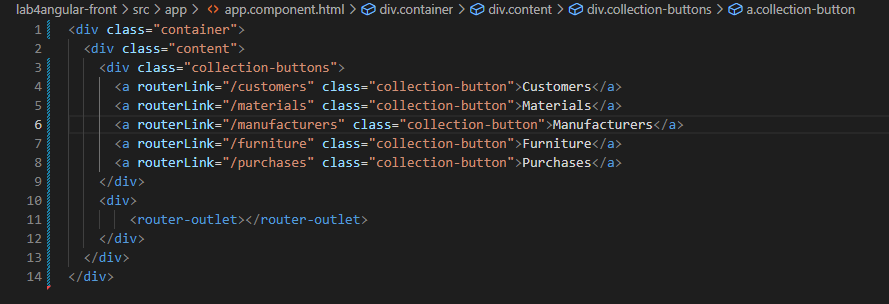 lab4angular-front > src > app > <> app.component.html > div.container > div.content > div.collection-buttons > a.collection-button
1 <div class="container">
2 <div class="content">
3 <div class="collection-buttons">
4 <a routerLink="/customers" class="collection-button">Customers</a>
5 <a routerLink="/materials" class="collection-button">Materials</a>
6 <a routerLink="/manufacturers" class="collection-button">Manufacturers</a>
7 <a routerLink="/furniture" class="collection-button">Furniture</a>
8 <a routerLink="/purchases" class="collection-button">Purchases</a>
9 </div>
10 <div>
11 <router-outlet></router-outlet>
12 </div>
13 </div>
14 </div>